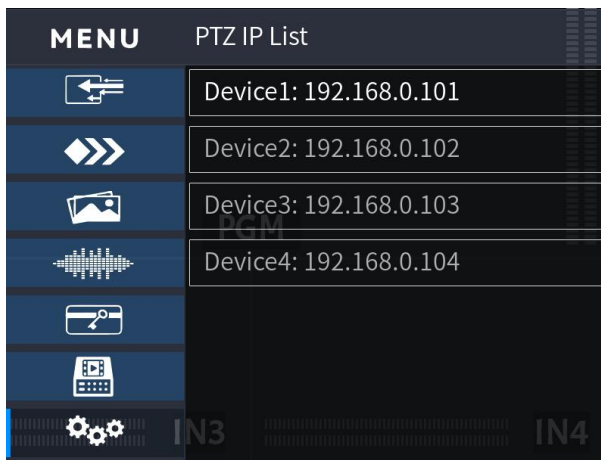 MENU PTZ IP List
Device1: 192.168.0.101
Device2: 192.168.0.102
Device3: 192.168.0.103
PGM
Device4: 192.168.0.104
IN3 IN4